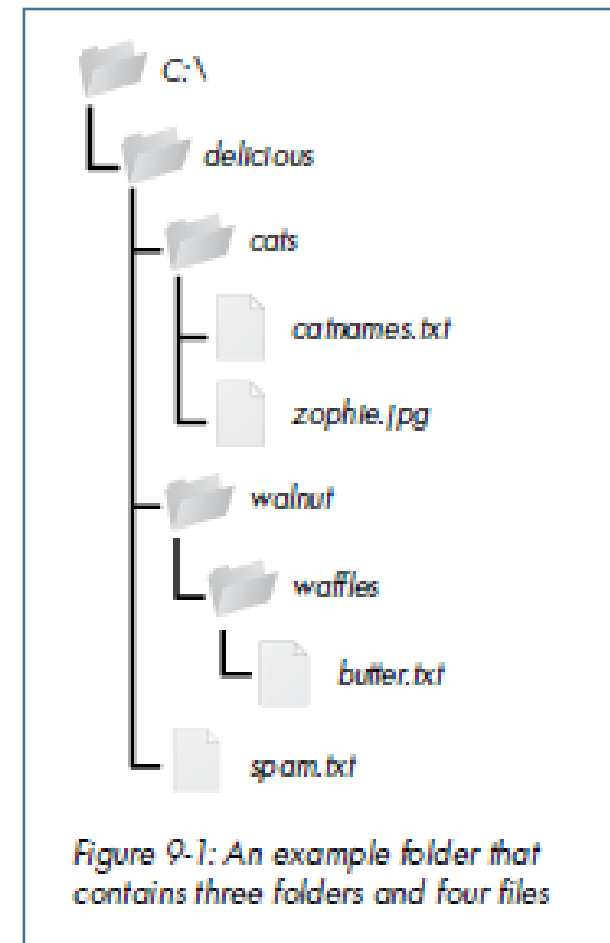 C:\
delicious
cats
catnames.txt
zophie.jpg
walnut
waffles
butter.txt
spam.txt
Figure 9-1: An example folder that
contains three folders and four files